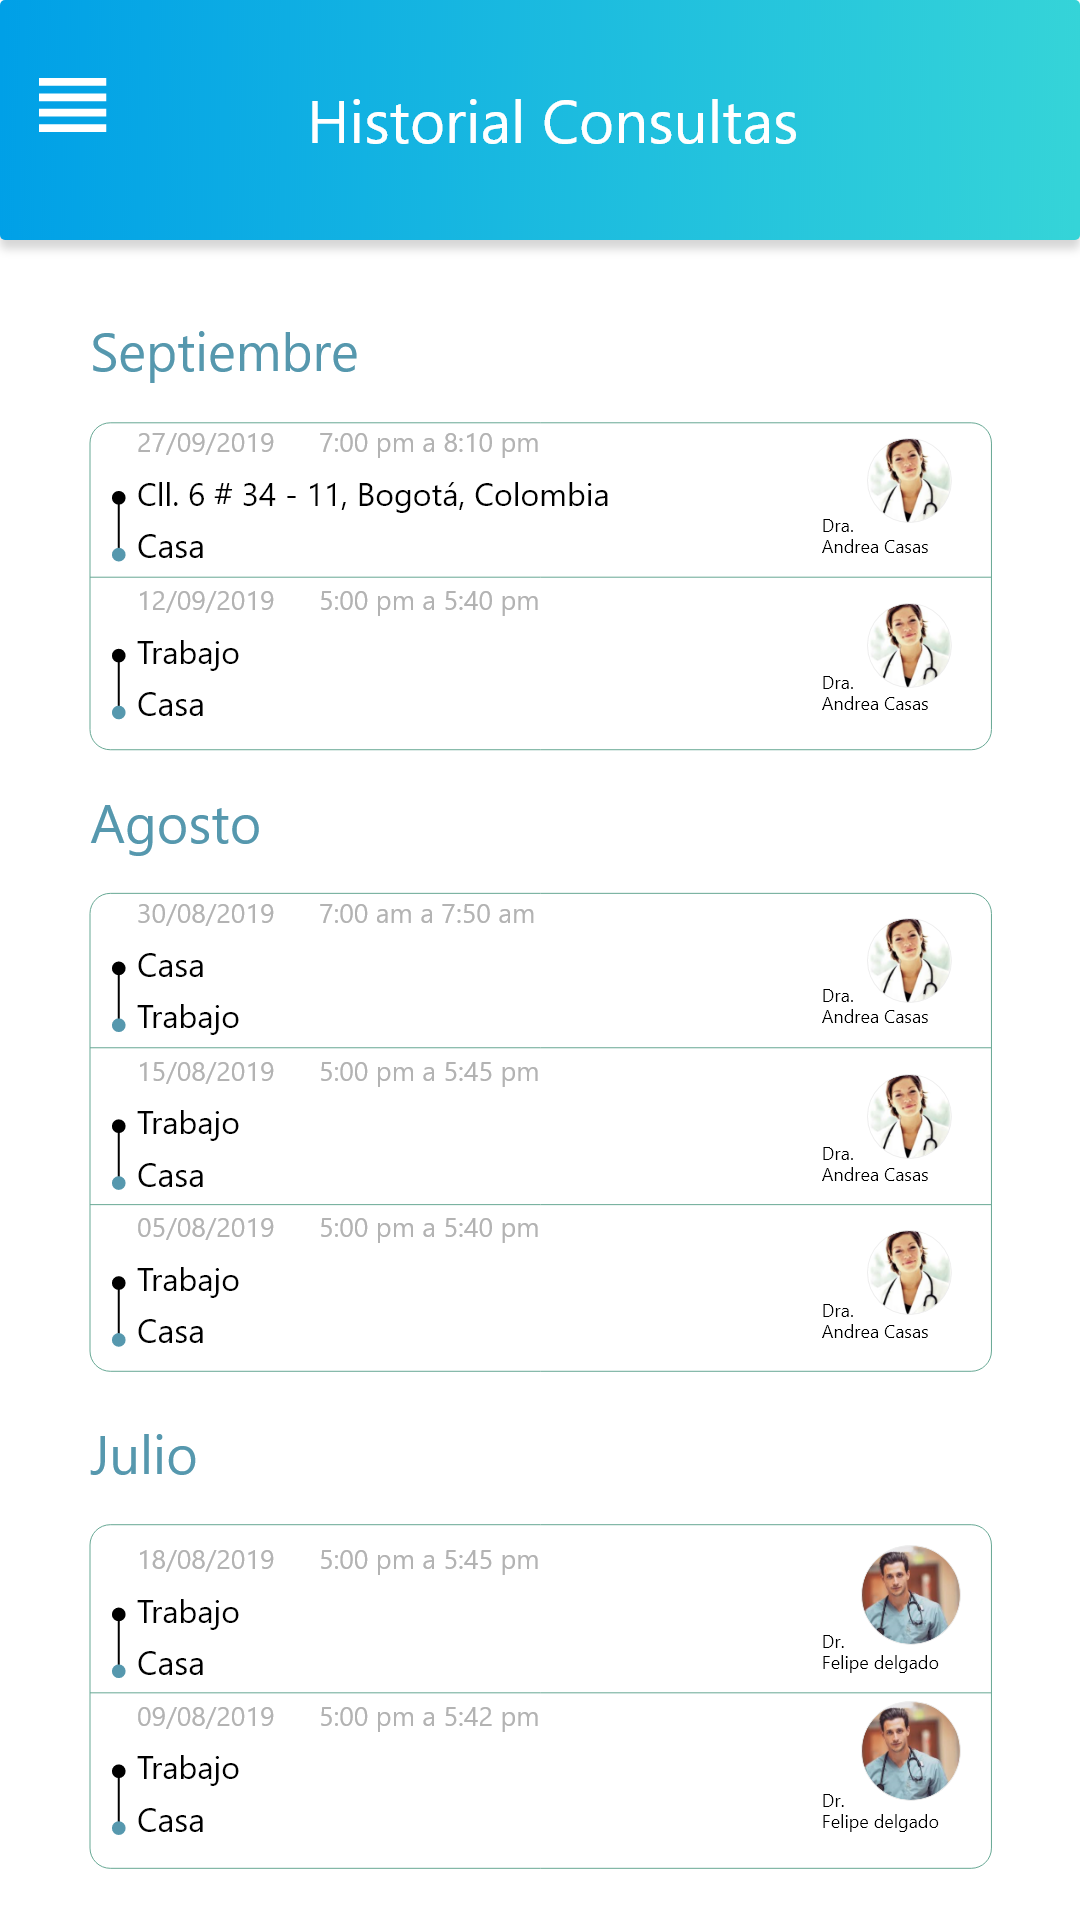 Historial Consultas
Septiembre
27/09/2019 7:00 pm a 8:10 pm
Cll. 6 # 34 - 11, Bogotá, Colombia
Casa
Dra.
Andrea Casas
12/09/2019 5:00 pm a 5:40 pm
Trabajo
Casa
Dra.
Andrea Casas
Agosto
30/08/2019 7:00 am a 7:50 am
Casa
Trabajo
Dra.
Andrea Casas
15/08/2019 5:00 pm a 5:45 pm
Trabajo
Casa
Dra.
Andrea Casas
05/08/2019 5:00 pm a 5:40 pm
Trabajo
Casa
Dra.
Andrea Casas
Julio
18/08/2019 5:00 pm a 5:45 pm
Trabajo
Casa
Dr.
Felipe delgado
09/08/2019 5:00 pm a 5:42 pm
Trabajo
Casa
Dr.
Felipe delgado